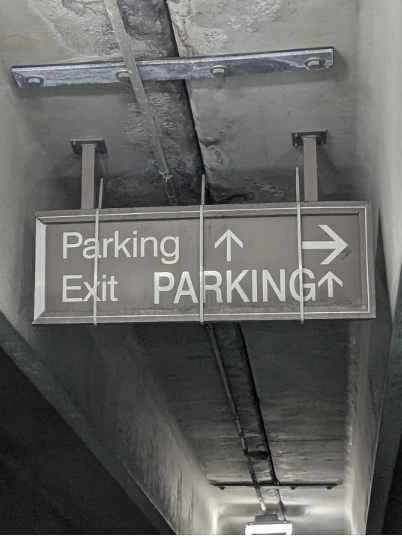 Parking ↑ →
Exit PARKING↑